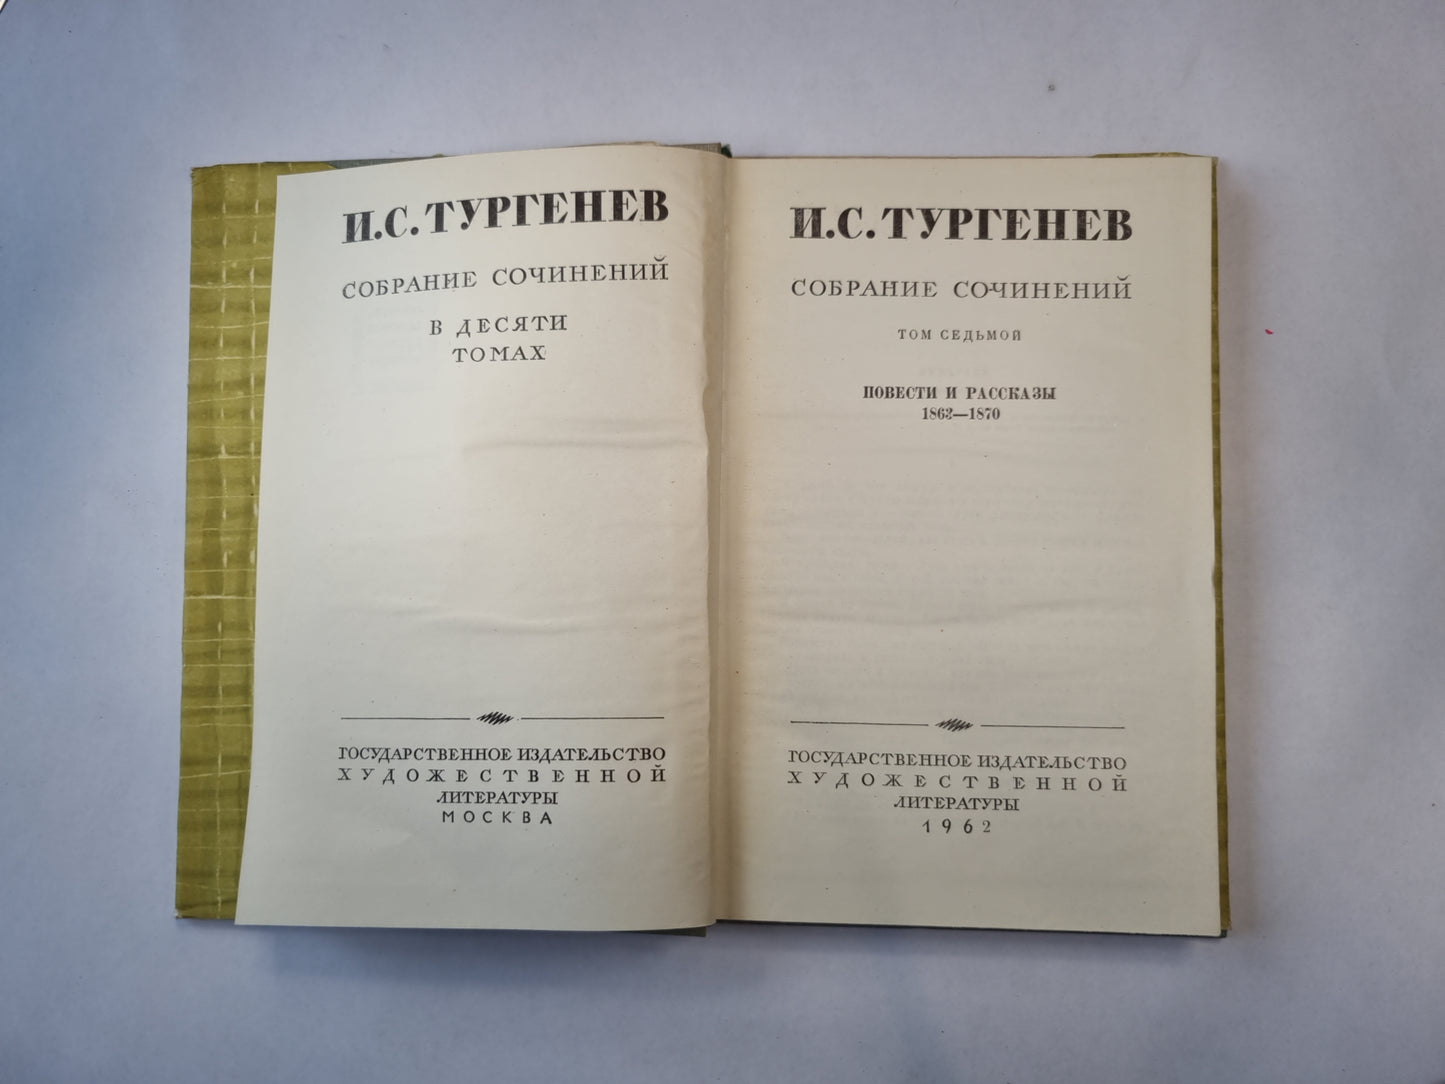 И.С.ТУРГЕНЕВ
СОБРАНИЕ СОЧИНЕНИЙ
В ДЕСЯТИ
ТОМАХ
ГОСУДАРСТВЕННОЕ ИЗДАТЕЛЬСТВО
ХУДОЖЕСТВЕННОЙ
ЛИТЕРАТУРЫ
МОСКВА
И.С.ТУРГЕНЕВ
СОБРАНИЕ СОЧИНЕНИЙ
ТОМ СЕДЬМОЙ
ПОВЕСТИ И РАССКАЗЫ
1863—1870
ГОСУДАРСТВЕННОЕ ИЗДАТЕЛЬСТВО
ХУДОЖЕСТВЕННОЙ
ЛИТЕРАТУРЫ
1962